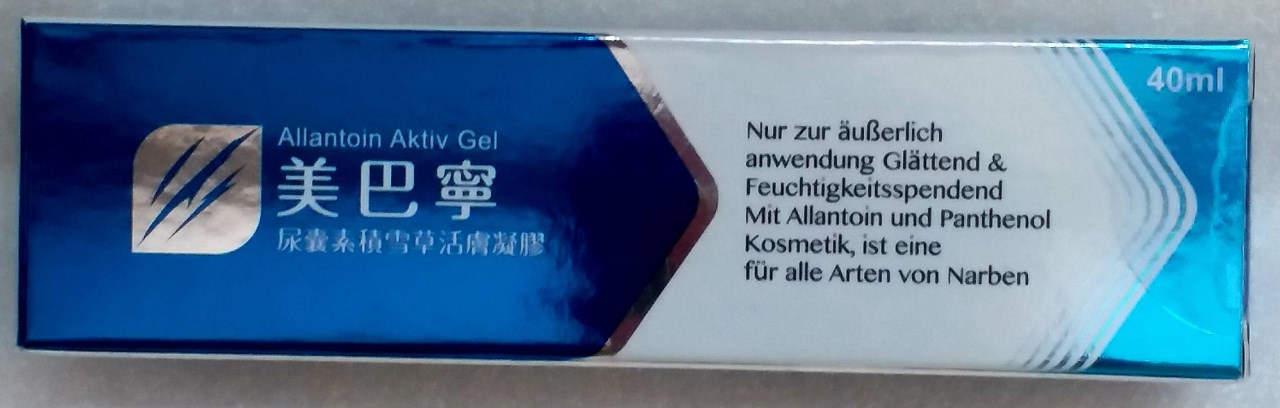 Allantoin Aktiv Gel
美巴寧
尿囊素積雪草活膚凝膠
Nur zur äußerlich
anwendung Glättend &
Feuchtigkeitsspendend
Mit Allantoin und Panthenol
Kosmetik, ist eine
für alle Arten von Narben
40ml